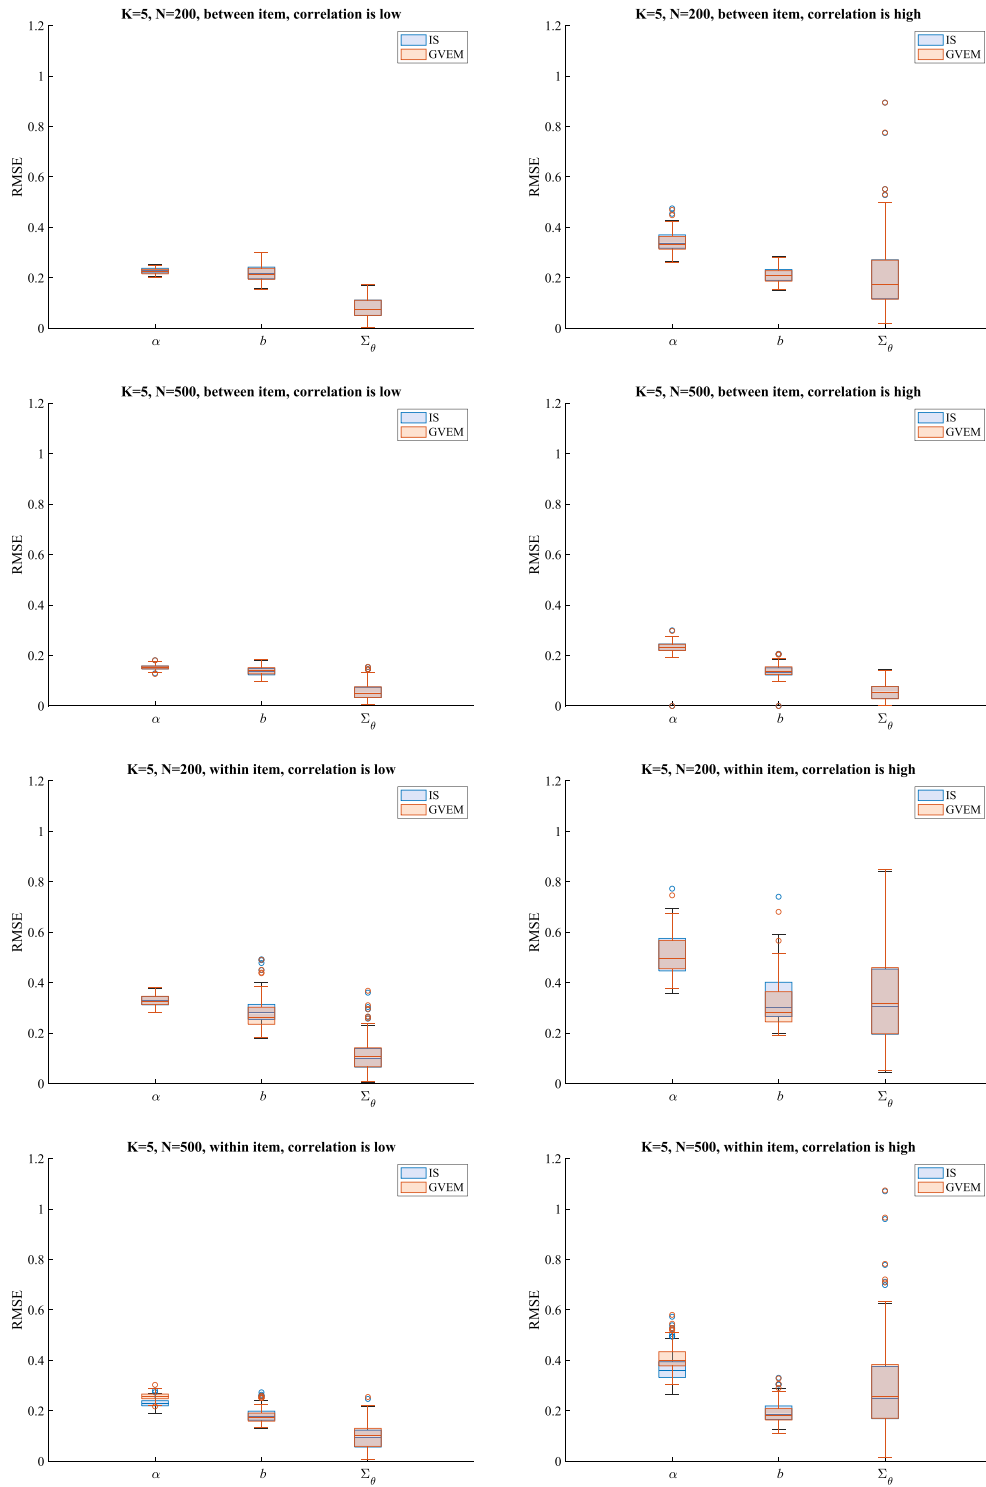 K=5, N=200, between item, correlation is low
1.2
1
0.8
0.6
0.4
0.2
0
RMSE
IS
GVEM
α
b
Σθ
K=5, N=200, between item, correlation is high
1.2
1
0.8
0.6
0.4
0.2
0
RMSE
IS
GVEM
α
b
Σθ
K=5, N=500, between item, correlation is low
1.2
1
0.8
0.6
0.4
0.2
0
RMSE
IS
GVEM
α
b
Σθ
K=5, N=500, between item, correlation is high
1.2
1
0.8
0.6
0.4
0.2
0
RMSE
IS
GVEM
α
b
Σθ
K=5, N=200, within item, correlation is low
1.2
1
0.8
0.6
0.4
0.2
0
RMSE
IS
GVEM
α
b
Σθ
K=5, N=200, within item, correlation is high
1.2
1
0.8
0.6
0.4
0.2
0
RMSE
IS
GVEM
α
b
Σθ
K=5, N=500, within item, correlation is low
1.2
1
0.8
0.6
0.4
0.2
0
RMSE
IS
GVEM
α
b
Σθ
K=5, N=500, within item, correlation is high
1.2
1
0.8
0.6
0.4
0.2
0
RMSE
IS
GVEM
α
b
Σθ